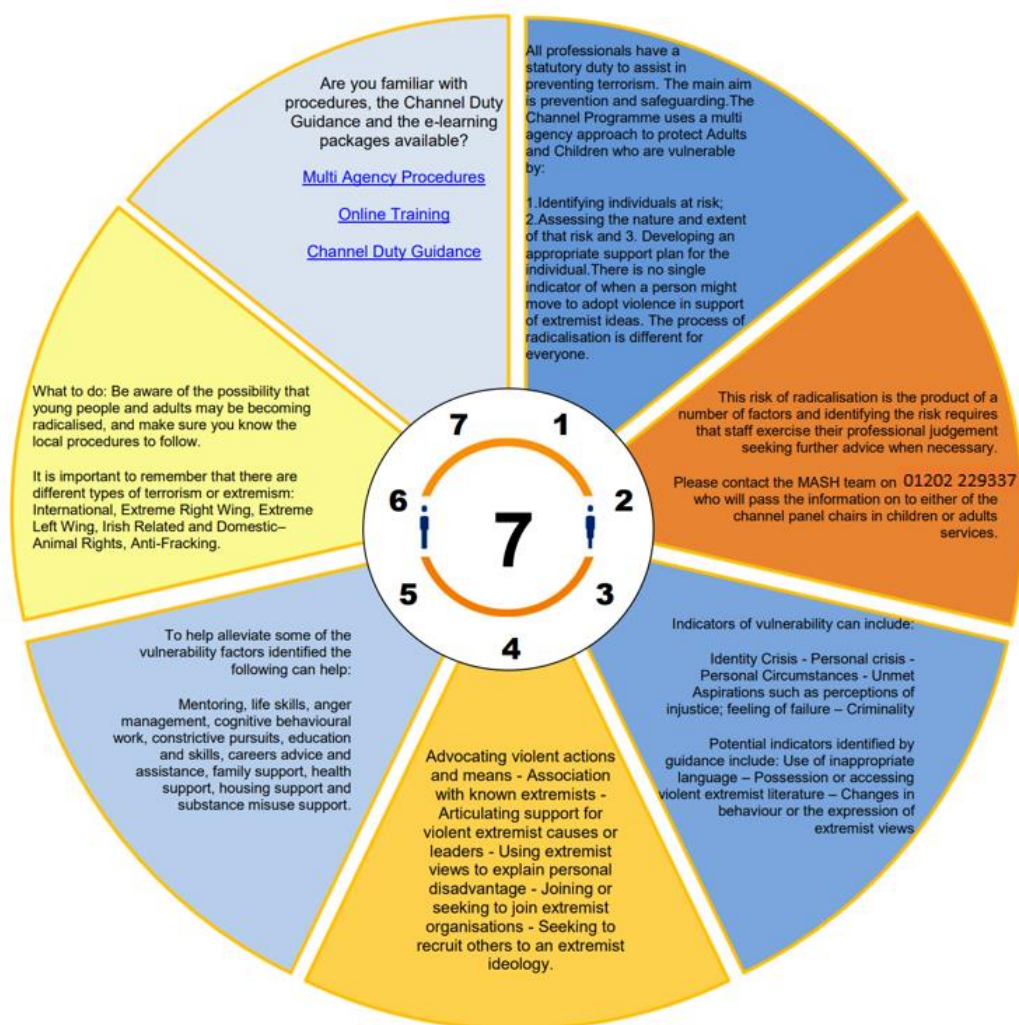 All professionals have a
statutory duty to assist in
preventing terrorism. The main aim
is prevention and safeguarding.The
Channel Programme uses a multi
agency approach to protect Adults
and Children who are vulnerable
by:
1.Identifying individuals at risk;
2.Assessing the nature and extent
of that risk and 3. Developing an
appropriate support plan for the
individual.There is no single
indicator of when a person might
move to adopt violence in support
of extremist ideas. The process of
radicalisation is different for
everyone.
This risk of radicalisation is the product of a
number of factors and identifying the risk requires
that staff exercise their professional judgement
seeking further advice when necessary.
Please contact the MASH team on 01202 229337
who will pass the information on to either of the
channel panel chairs in children or adults
services.
Indicators of vulnerability can include:
Identity Crisis - Personal crisis -
Personal Circumstances - Unmet
Aspirations such as perceptions of
injustice; feeling of failure – Criminality
Potential indicators identified by
guidance include: Use of inappropriate
language – Possession or accessing
violent extremist literature – Changes in
behaviour or the expression of
extremist views
Advocating violent actions
and means - Association
with known extremists -
Articulating support for
violent extremist causes or
leaders - Using extremist
views to explain personal
disadvantage - Joining or
seeking to join extremist
organisations - Seeking to
recruit others to an extremist
ideology.
To help alleviate some of the
vulnerability factors identified the
following can help:
Mentoring, life skills, anger
management, cognitive behavioural
work, constrictive pursuits, education
and skills, careers advice and
assistance, family support, health
support, housing support and
substance misuse support.
What to do: Be aware of the possibility that
young people and adults may be becoming
radicalised, and make sure you know the
local procedures to follow.
It is important to remember that there are
different types of terrorism or extremism:
International, Extreme Right Wing, Extreme
Left Wing, Irish Related and Domestic–
Animal Rights, Anti-Fracking.
Are you familiar with
procedures, the Channel Duty
Guidance and the e-learning
packages available?
Multi Agency Procedures
Online Training
Channel Duty Guidance
1
2
3
4
5
6
7
7